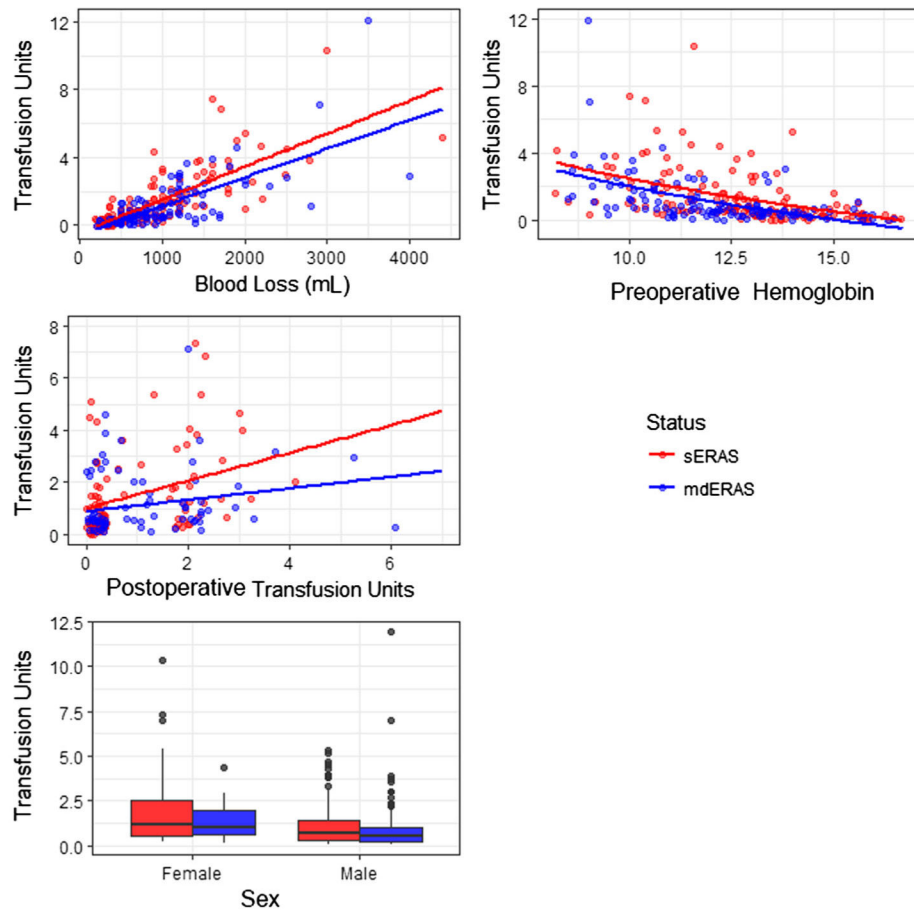 Transfusion Units
12
8
4
0
0 1000 2000 3000 4000
Blood Loss (mL)
Transfusion Units
12
8
4
0
10.0 12.5 15.0
Preoperative Hemoglobin
Transfusion Units
8
6
4
2
0
0 2 4 6
Postoperative Transfusion Units
Status
sERAS
mdERAS
Transfusion Units
12.5
10.0
7.5
5.0
2.5
0.0
Female Male
Sex